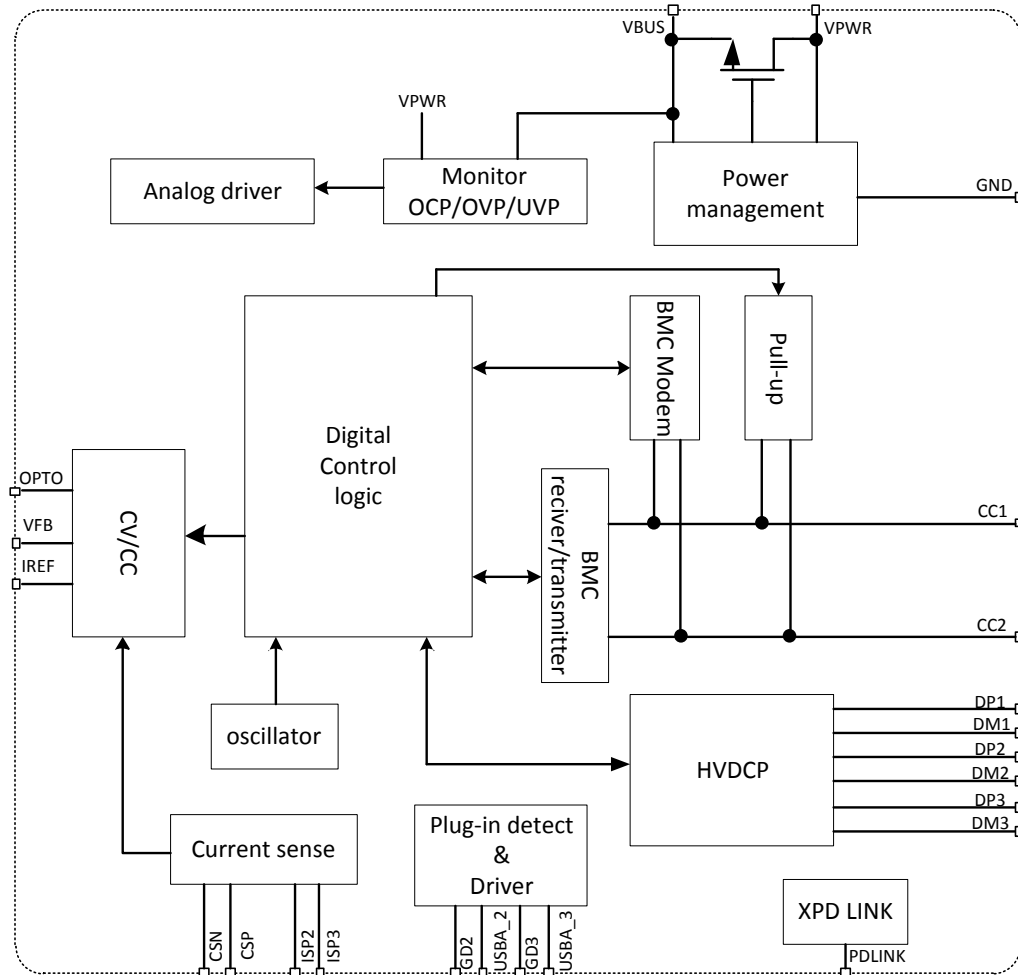 VBUS
VPWR
VPWR
Analog driver
Monitor
OCP/OVP/UVP
Power
management
GND
BMC Modem
Pull-up
Digital
Control
logic
OPTO
VFB
IREF
CV/CC
BMC
reciver/transmitter
CC1
CC2
oscillator
HVDCP
DP1
DM1
DP2
DM2
DP3
DM3
Current sense
Plug-in detect
&
Driver
XPD LINK
CSN
CSP
ISP2
ISP3
GD2
USBA_2
GD3
USBA_3
PDLINK